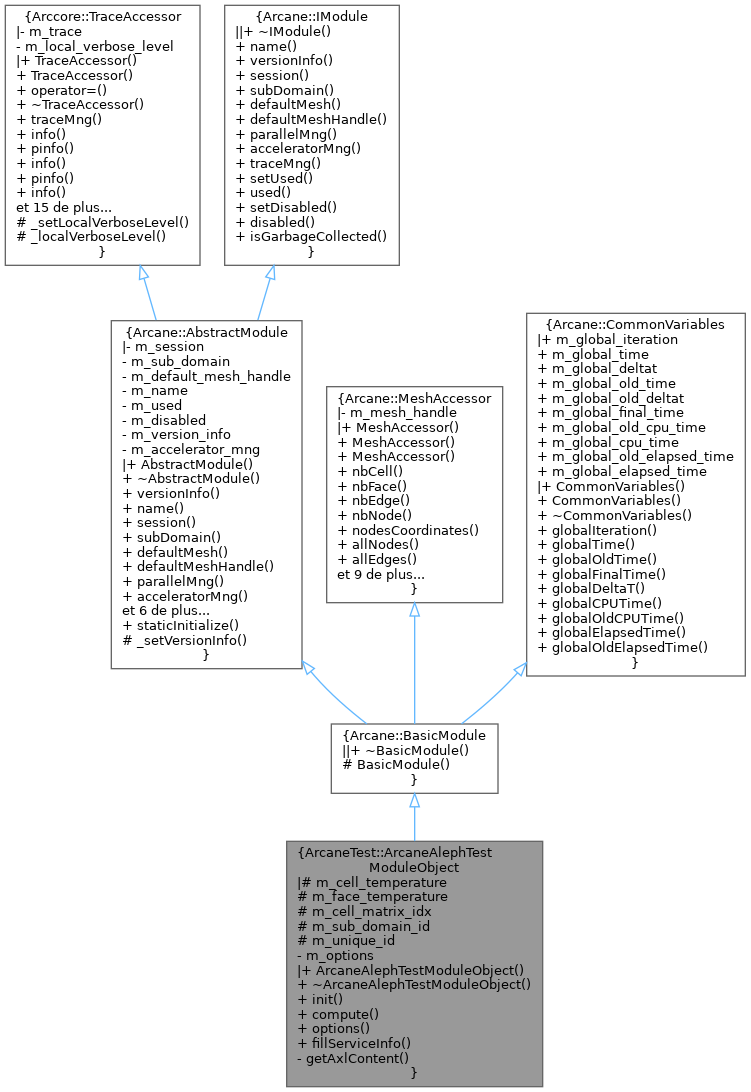 {Arccore::TraceAccessor
|- m_trace
- m_local_verbose_level
|+ TraceAccessor()
+ TraceAccessor()
+ operator=()
+ ~TraceAccessor()
+ traceMng()
+ info()
+ pinfo()
+ info()
+ pinfo()
+ info()
et 15 de plus...
# _setLocalVerboseLevel()
# _localVerboseLevel()
}
{Arcane::IModule
||+ ~IModule()
+ name()
+ versionInfo()
+ session()
+ subDomain()
+ defaultMesh()
+ defaultMeshHandle()
+ parallelMng()
+ acceleratorMng()
+ traceMng()
+ setUsed()
+ used()
+ setDisabled()
+ disabled()
+ isGarbageCollected()
}
{Arcane::AbstractModule
|- m_session
- m_sub_domain
- m_default_mesh_handle
- m_name
- m_used
- m_disabled
- m_version_info
- m_accelerator_mng
|+ AbstractModule()
+ ~AbstractModule()
+ versionInfo()
+ name()
+ session()
+ subDomain()
+ defaultMesh()
+ defaultMeshHandle()
+ parallelMng()
+ acceleratorMng()
et 6 de plus...
+ staticInitialize()
# _setVersionInfo()
}
{Arcane::MeshAccessor
|- m_mesh_handle
|+ MeshAccessor()
+ MeshAccessor()
+ MeshAccessor()
+ nbCell()
+ nbFace()
+ nbEdge()
+ nbNode()
+ nodesCoordinates()
+ allNodes()
+ allEdges()
et 9 de plus...
}
{Arcane::CommonVariables
|+ m_global_iteration
+ m_global_time
+ m_global_deltat
+ m_global_old_time
+ m_global_old_deltat
+ m_global_final_time
+ m_global_old_cpu_time
+ m_global_cpu_time
+ m_global_old_elapsed_time
+ m_global_elapsed_time
|+ CommonVariables()
+ CommonVariables()
+ ~CommonVariables()
+ globalIteration()
+ globalTime()
+ globalOldTime()
+ globalFinalTime()
+ globalDeltaT()
+ globalCPUTime()
+ globalOldCPUTime()
+ globalElapsedTime()
+ globalOldElapsedTime()
}
{Arcane::BasicModule
||+ ~BasicModule()
# BasicModule()
}
{ArcaneTest::ArcaneAlephTest
ModuleObject
|# m_cell_temperature
# m_face_temperature
# m_cell_matrix_idx
# m_sub_domain_id
# m_unique_id
- m_options
|+ ArcaneAlephTestModuleObject()
+ ~ArcaneAlephTestModuleObject()
+ init()
+ compute()
+ options()
+ fillServiceInfo()
- getAxlContent()
}